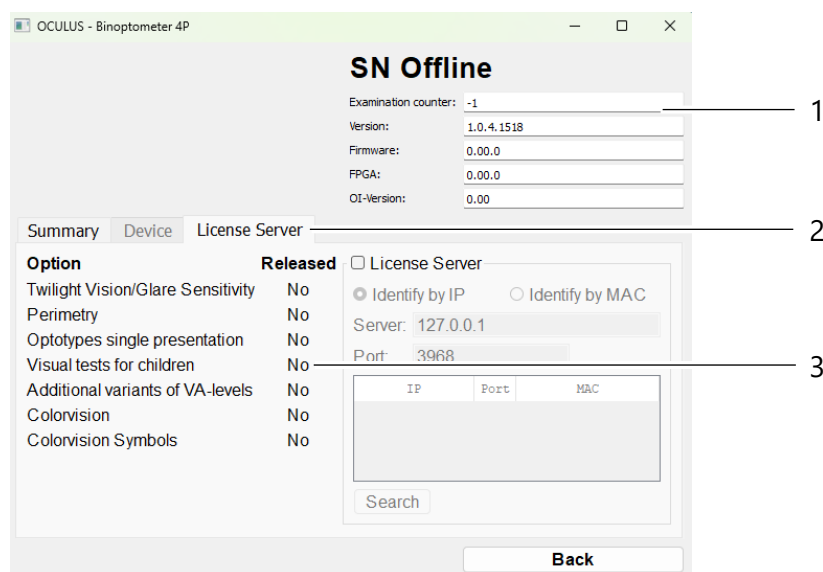 OCULUS - Binoptometer 4P
SN Offline
Examination counter: -1
1
Version: 1.0.4.1518
Firmware: 0.00.0
FPGA: 0.00.0
OI-Version: 0.00
Summary Device License Server
2
Option Released
Twilight Vision/Glare Sensitivity No
Perimetry No
Optotypes single presentation No
Visual tests for children No
Additional variants of VA-levels No
Colorvision No
Colorvision Symbols No
License Server
Identify by IP Identify by MAC
Server: 127.0.0.1
Port: 3968
3
IP Port MAC
Search
Back